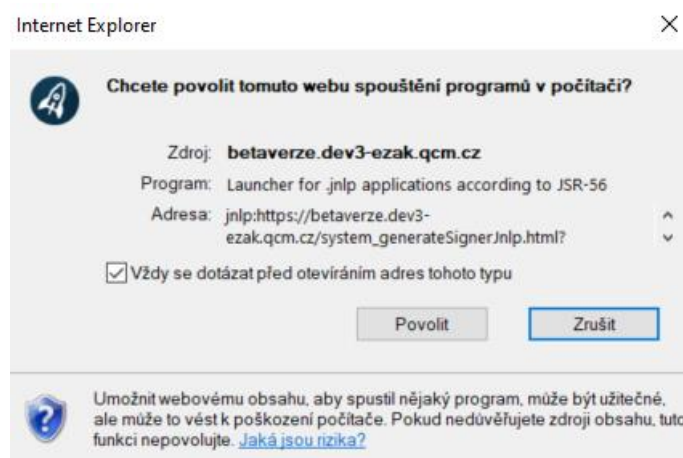 Internet Explorer
Chcete povolit tomuto webu spouštění programů v počítači?
Zdroj: betaverze.dev3-ezak.qcm.cz
Program: Launcher for .jnlp applications according to JSR-56
Adresa: jnlp:https://betaverze.dev3-
ezak.qcm.cz/system_generateSignerJnlp.html?
Vždy se dotázat před otevíráním adres tohoto typu
Povolit Zrušit
Umožnit webovému obsahu, aby spustil nějaký program, může být užitečné,
ale může to vést k poškození počítače. Pokud nedůvěřujete zdroji obsahu, tuto
funkci nepovolujte. Jaká jsou rizika?